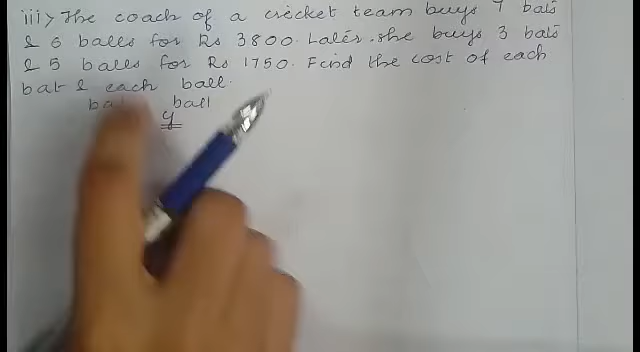 iii> The coach of a cricket team buys 7 bats
& 6 balls for Rs 3800. Later. she buys 3 bats
& 5 balls for Rs 1750. Find the cost of each
bat & each ball.
ball
y